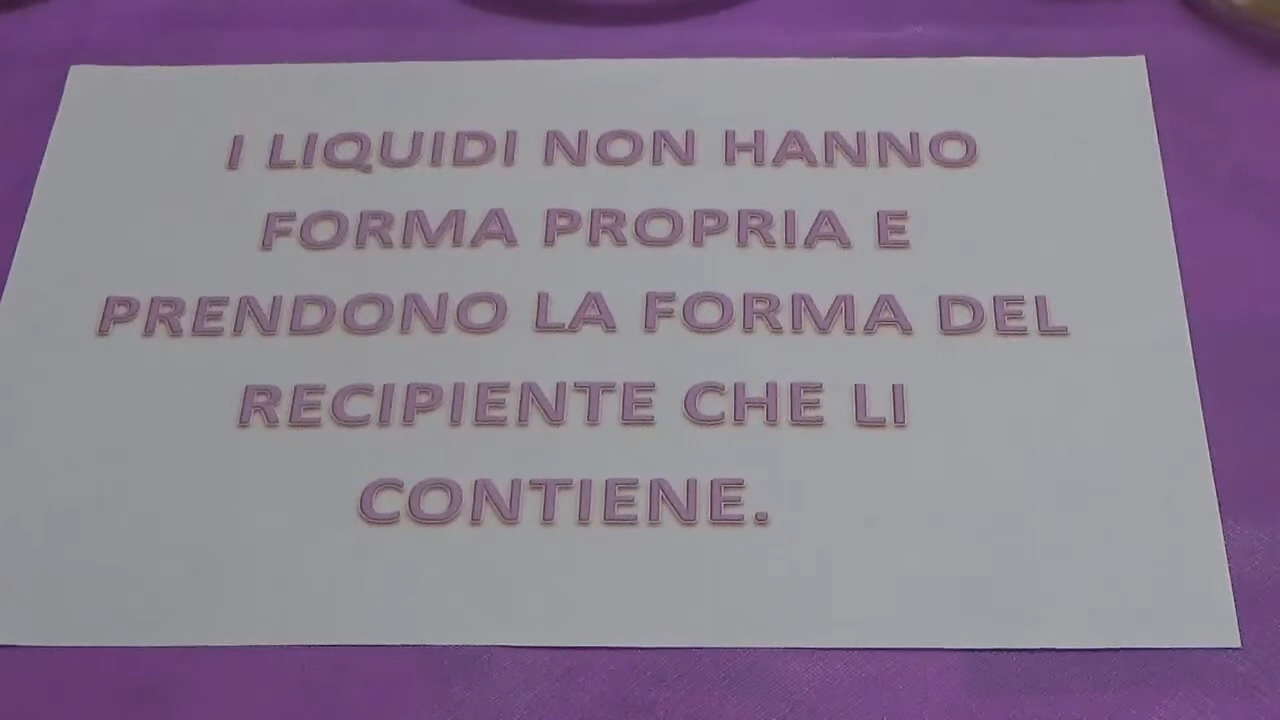 I LIQUIDI NON HANNO
FORMA PROPRIA E
PRENDONO LA FORMA DEL
RECIPIENTE CHE LI
CONTIENE.